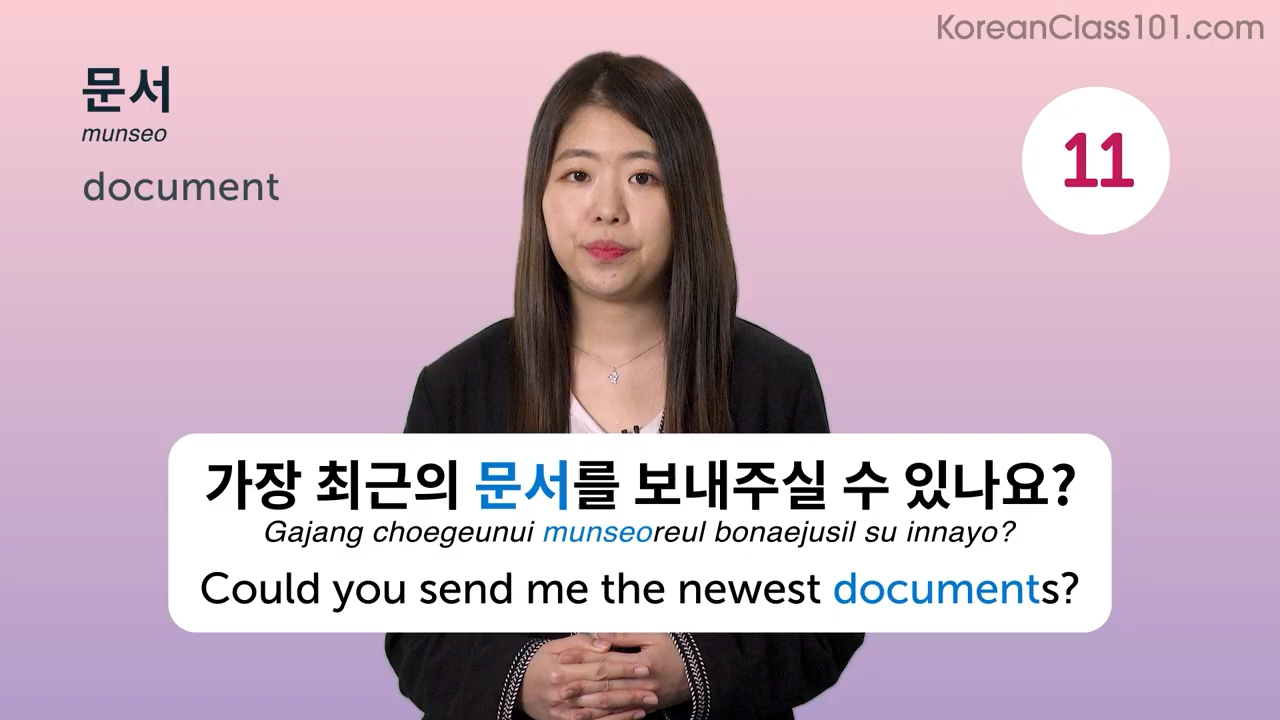 KoreanClass101.com
문서
munseo
document
11
가장 최근의 문서를 보내주실 수 있나요?
Gajang choegeunui munseoreul bonaejusil su innayo?
Could you send me the newest documents?